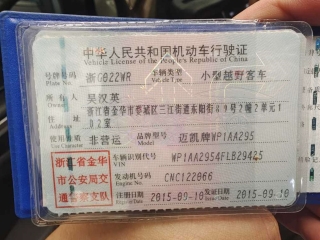 中华人民共和国机动车行驶证
Vehicle License of the People's Republic of China
号牌号码 浙GB22WR 车辆类型 小型越野客车
Plate No. Vehicle Type
所有人 吴汉英
Owner
住址 浙江省金华市婺城区三江街道东阳街49号2幢2单元1
Address 02室
使用性质 非营运 品牌型号 迈凯牌WP1AA295
Use Character Model
浙江省金华 车辆识别代号 WP1AA2954FLB29425
VIN
市公安局交 发动机号码 CNC122066
Engine No.
通警察支队 注册日期 2015-09-10 发证日期 2015-09-10